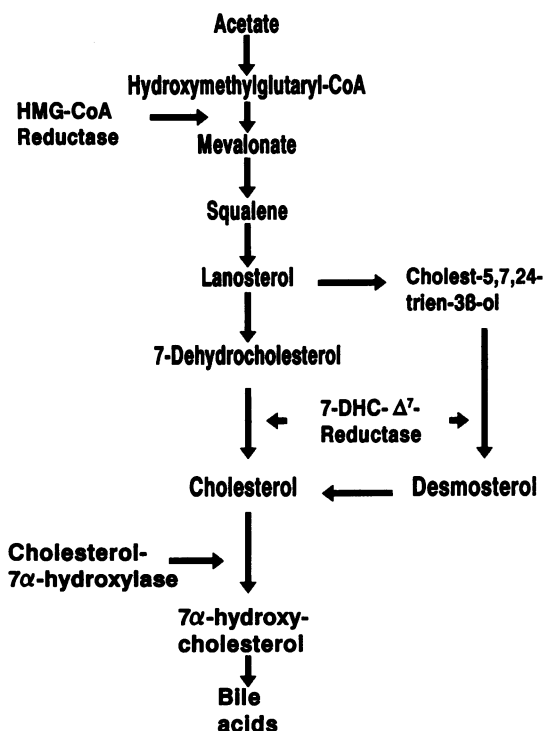 Acetate
Hydroxymethylglutaryl-CoA
HMG-CoA
Reductase
Mevalonate
Squalene
Lanosterol
Cholest-5,7,24-
trien-3ß-ol
7-Dehydrocholesterol
7-DHC- Δ⁷-
Reductase
Cholesterol
Desmosterol
Cholesterol-
7α-hydroxylase
7α-hydroxy-
cholesterol
Bile
acids